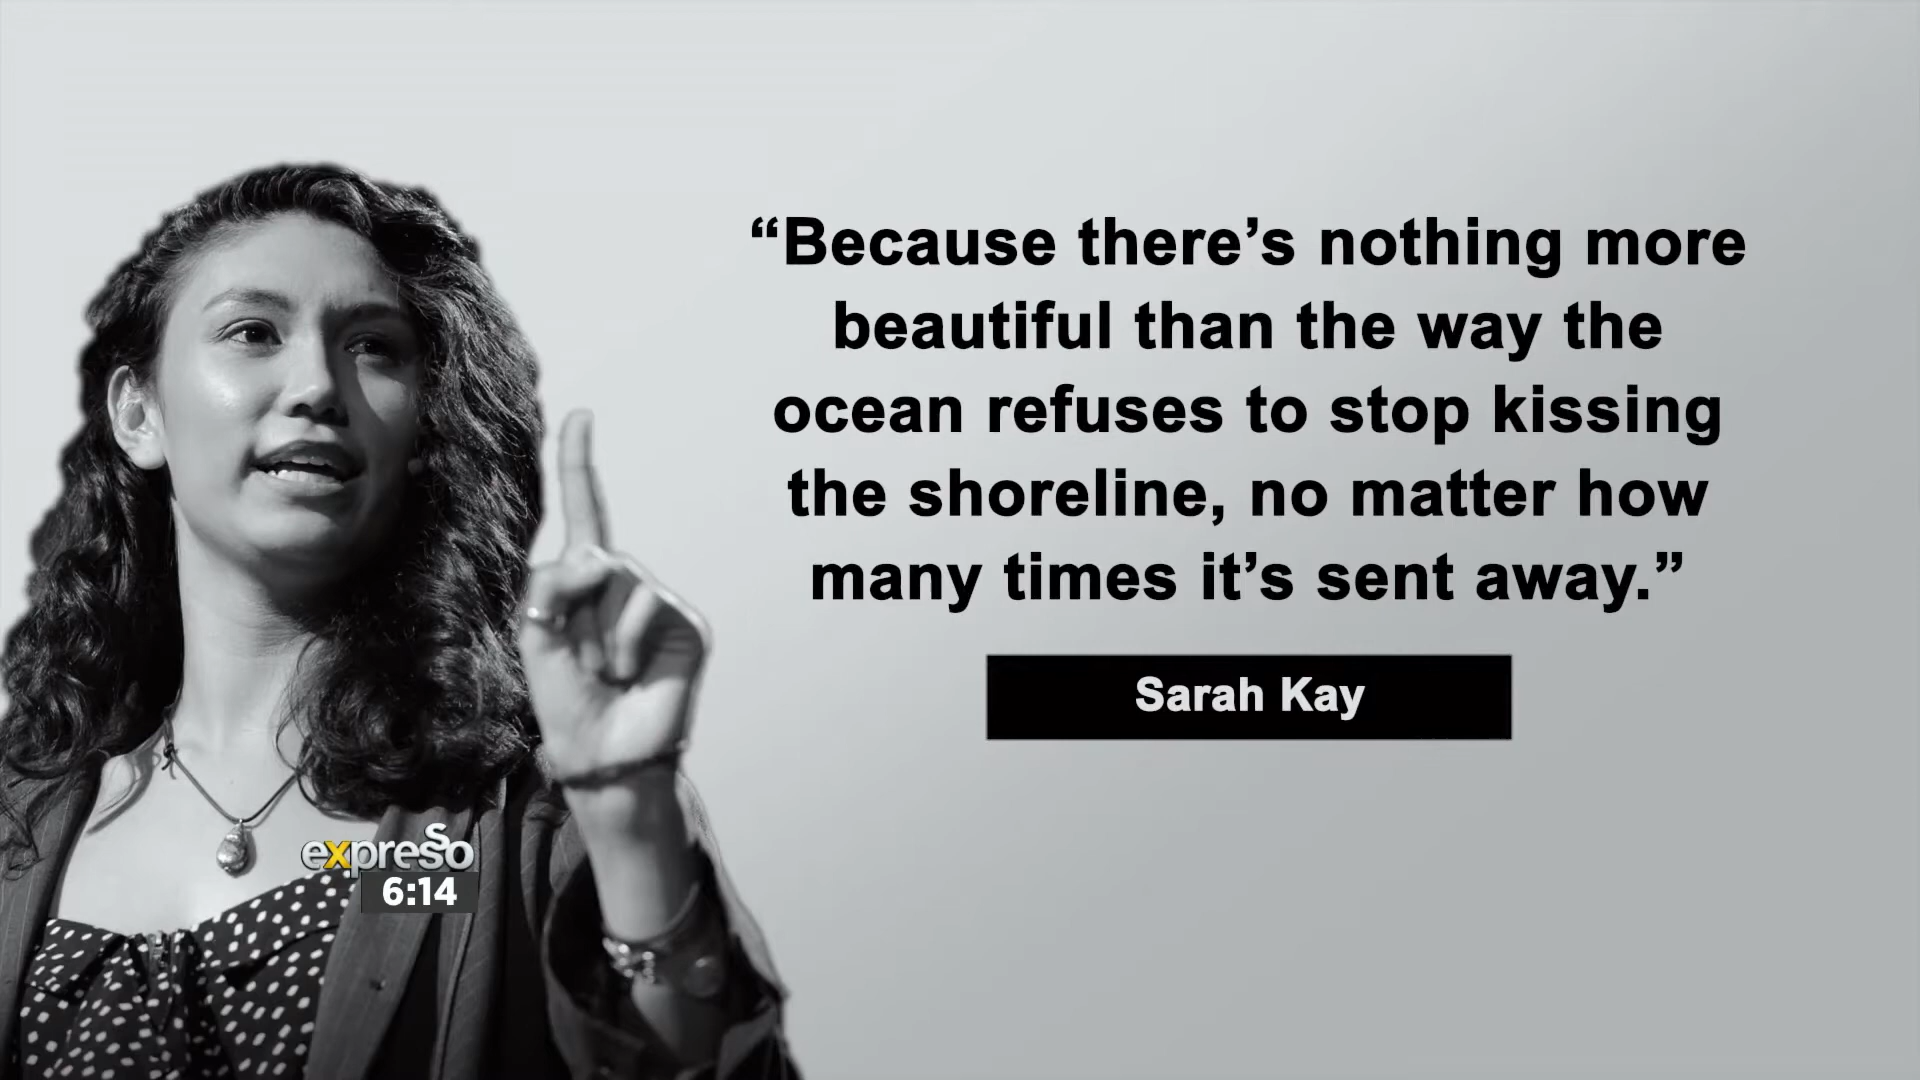 “Because there’s nothing more
beautiful than the way the
ocean refuses to stop kissing
the shoreline, no matter how
many times it’s sent away.”
Sarah Kay
expresso
6:14